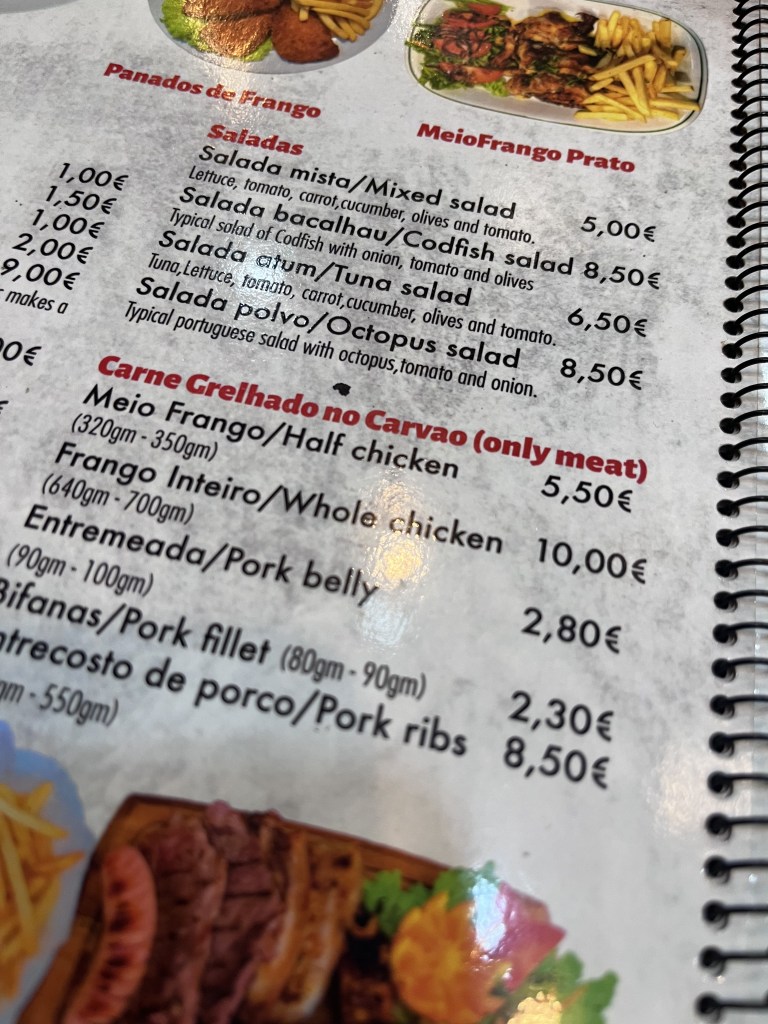 Panados de Frango
MeioFrango Prato
1,00€
1,50€
1,00€
2,00€
9,00€
makes a
00€
€
Saladas
Salada mista/Mixed salad 5,00€
Lettuce, tomato, carrot,cucumber, olives and tomato.
Salada bacalhau/Codfish salad 8,50€
Typical salad of Codfish with onion, tomato and olives
Salada atum/Tuna salad 6,50€
Tuna,Lettuce, tomato, carrot,cucumber, olives and tomato.
Salada polvo/Octopus salad 8,50€
Typical portuguese salad with octopus,tomato and onion.
Carne Grelhado no Carvao (only meat)
Meio Frango/Half chicken 5,50€
(320gm - 350gm)
Frango Inteiro/Whole chicken 10,00€
(640gm - 700gm)
Entremeada/Pork belly 2,80€
(90gm - 100gm)
Bifanas/Pork fillet (80gm - 90gm) 2,30€
ntrecosto de porco/Pork ribs 8,50€
gm - 550gm)